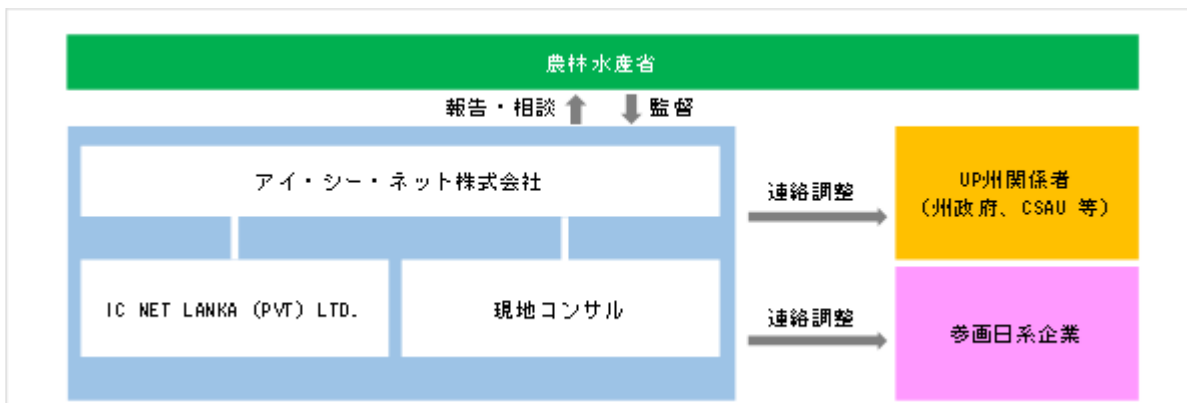 農林水産省
報告・相談
監督
アイ・シー・ネット株式会社
連絡調整
UP州関係者
（州政府、CSAU 等）
IC NET LANKA (PVT) LTD.
現地コンサル
連絡調整
参画日系企業